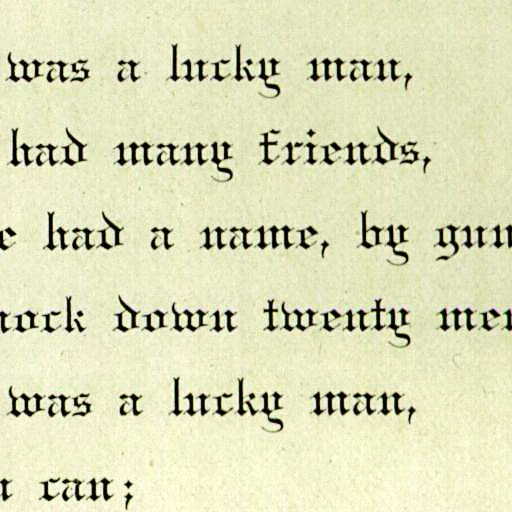 was a lucky man,
had many friends,
e had a name, by gun
nock down twenty men
was a lucky man,
n can;